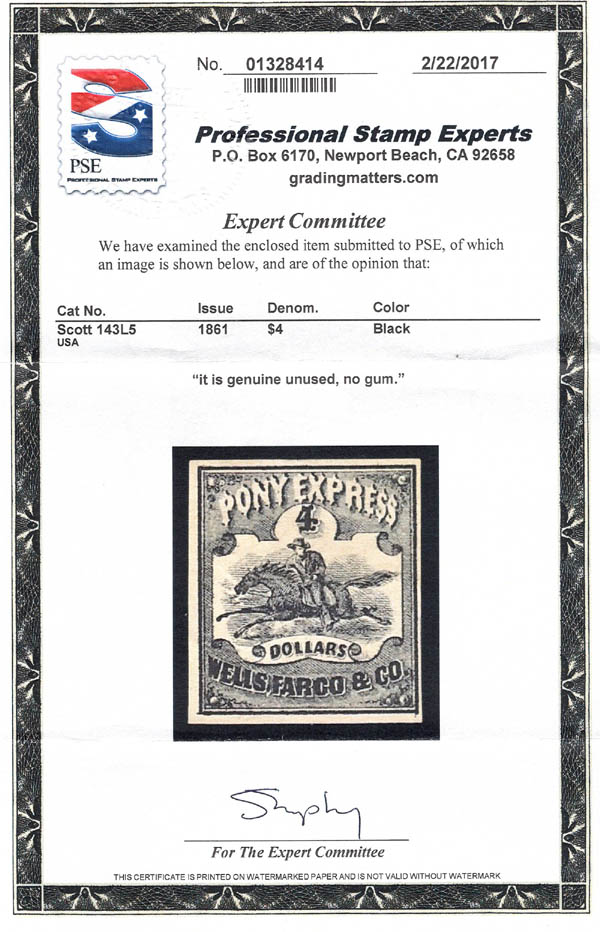 No. 01328414 2/22/2017
PSE
PROFESSIONAL STAMP EXPERTS
Professional Stamp Experts
P.O. Box 6170, Newport Beach, CA 92658
gradingmatters.com
Expert Committee
We have examined the enclosed item submitted to PSE, of which
an image is shown below, and are of the opinion that:
Cat No. Issue Denom. Color
Scott 143L5 1861 $4 Black
USA
“it is genuine unused, no gum.”
PONY EXPRESS
4
DOLLARS
WELLS, FARGO & CO.
For The Expert Committee
THIS CERTIFICATE IS PRINTED ON WATERMARKED PAPER AND IS NOT VALID WITHOUT WATERMARK